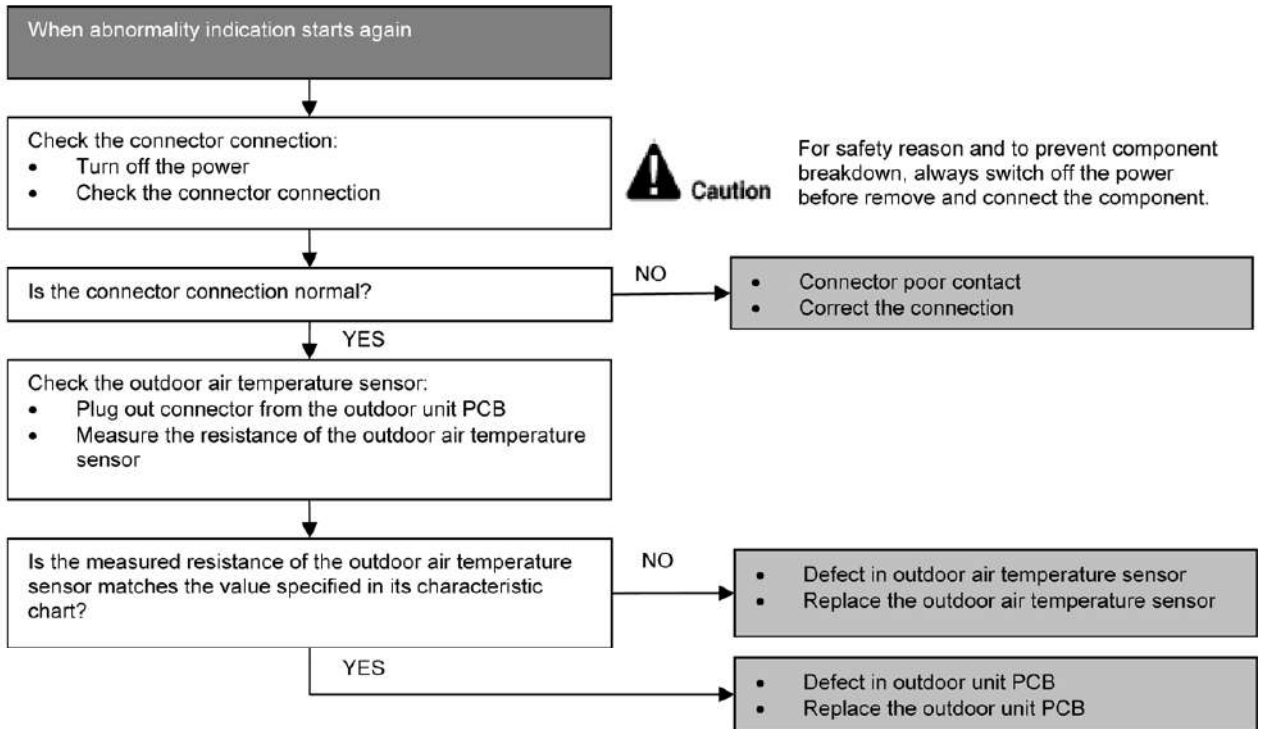 When abnormality indication starts again
Check the connector connection:
• Turn off the power
• Check the connector connection
Caution
For safety reason and to prevent component
breakdown, always switch off the power
before remove and connect the component.
Is the connector connection normal?
NO
• Connector poor contact
• Correct the connection
YES
Check the outdoor air temperature sensor:
• Plug out connector from the outdoor unit PCB
• Measure the resistance of the outdoor air temperature
sensor
Is the measured resistance of the outdoor air temperature
sensor matches the value specified in its characteristic
chart?
NO
• Defect in outdoor air temperature sensor
• Replace the outdoor air temperature sensor
YES
• Defect in outdoor unit PCB
• Replace the outdoor unit PCB